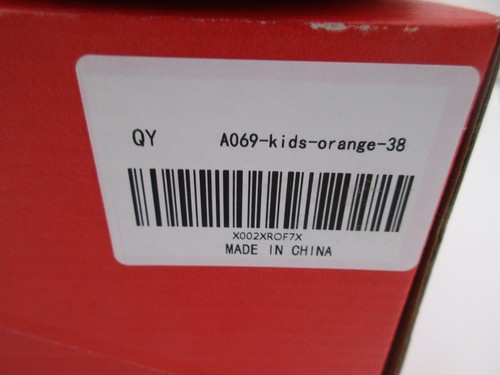 QY A069-kids-orange-38
X002XROF7X
MADE IN CHINA